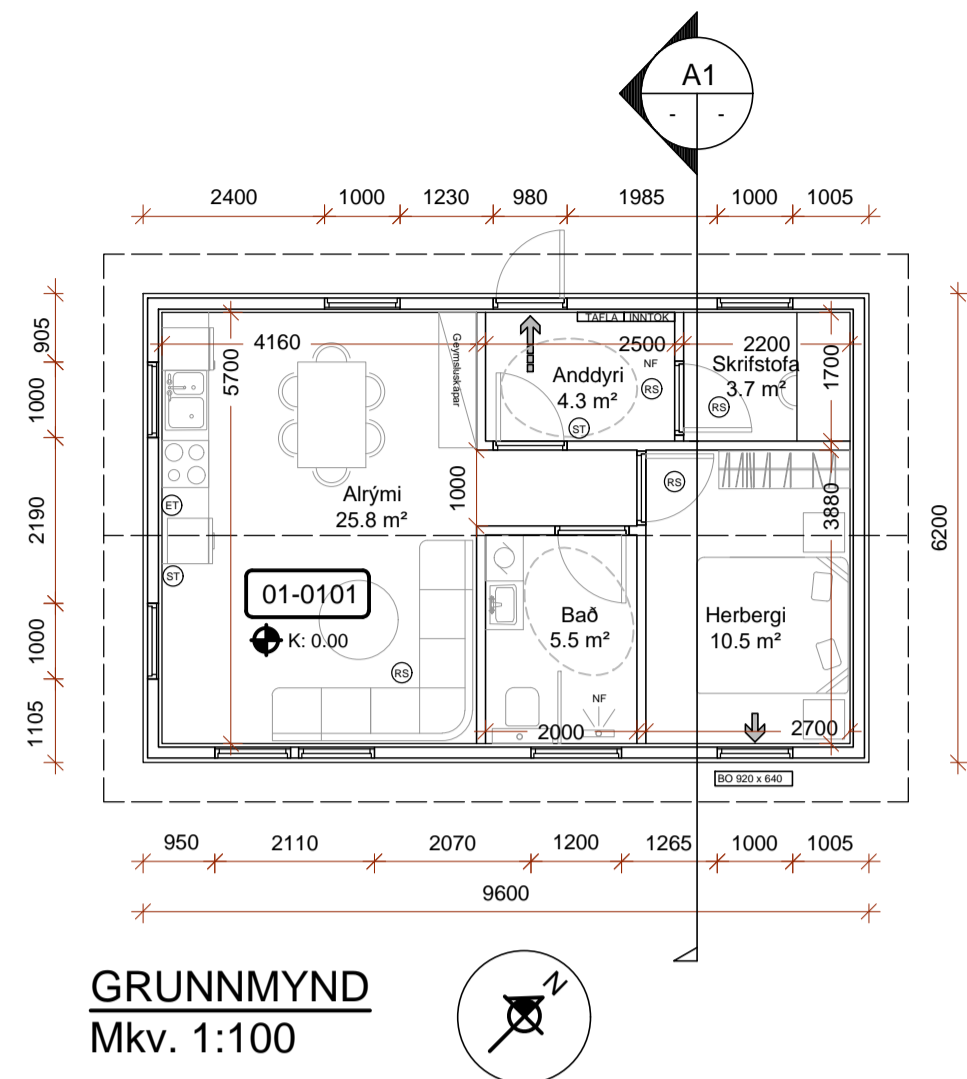 A1
- -
2400 1000 1230 980 1985 1000 1005
TAFLA INNTÖK
905
1000
2190
1000
1105
4160
5700
Geymsluskápar
2500
2200
1700
NF
RS
Anddyri
4.3 m²
ST
Skrifstofa
3.7 m²
RS
Alrými
25.8 m²
1000
RS
3880
6200
ET
ST
01-0101
K: 0.00
RS
Bað
5.5 m²
NF
2000
Herbergi
10.5 m²
2700
BO 920 x 640
950 2110 2070 1200 1265 1000 1005
9600
GRUNNMYND
Mkv. 1:100
N